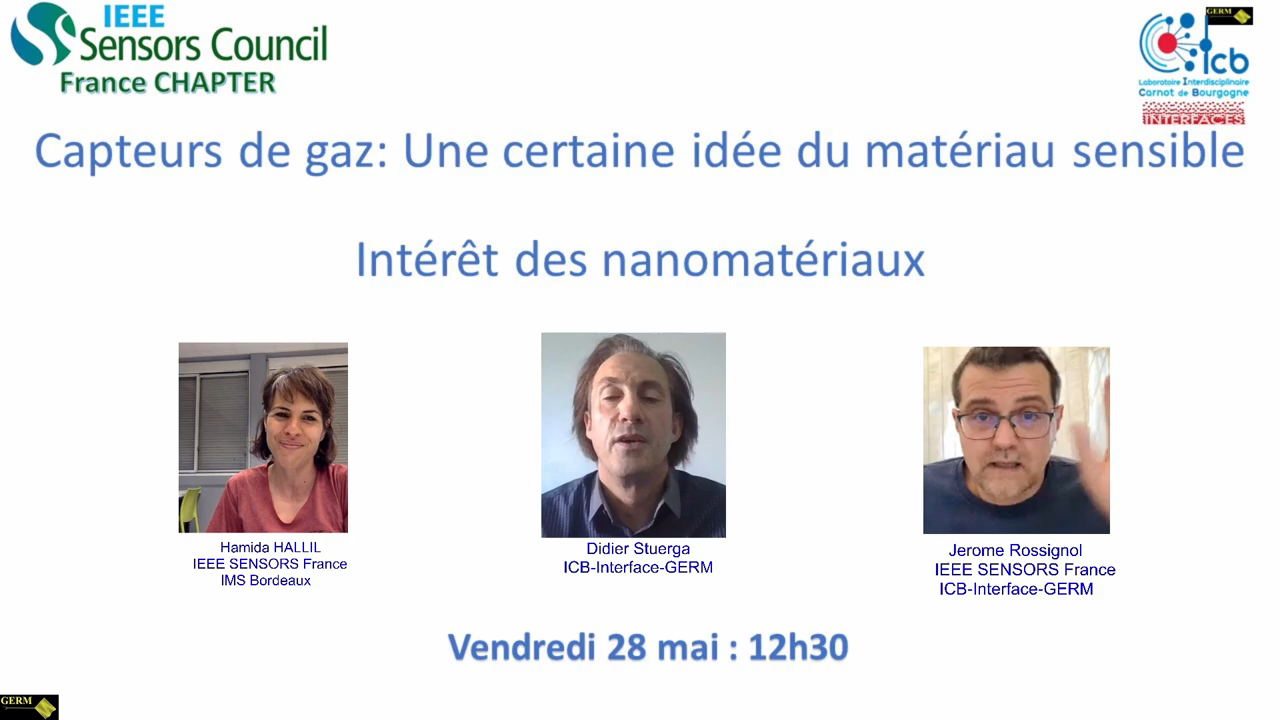 IEEE
Sensors Council
France CHAPTER
GERM
Icb
Laboratoire Interdisciplinaire
Carnot de Bourgogne
INTERFACES
Capteurs de gaz: Une certaine idée du matériau sensible
Intérêt des nanomatériaux
Hamida HALLIL
IEEE SENSORS France
IMS Bordeaux
Didier Stuerga
ICB-Interface-GERM
Jerome Rossignol
IEEE SENSORS France
ICB-Interface-GERM
Vendredi 28 mai : 12h30
GERM